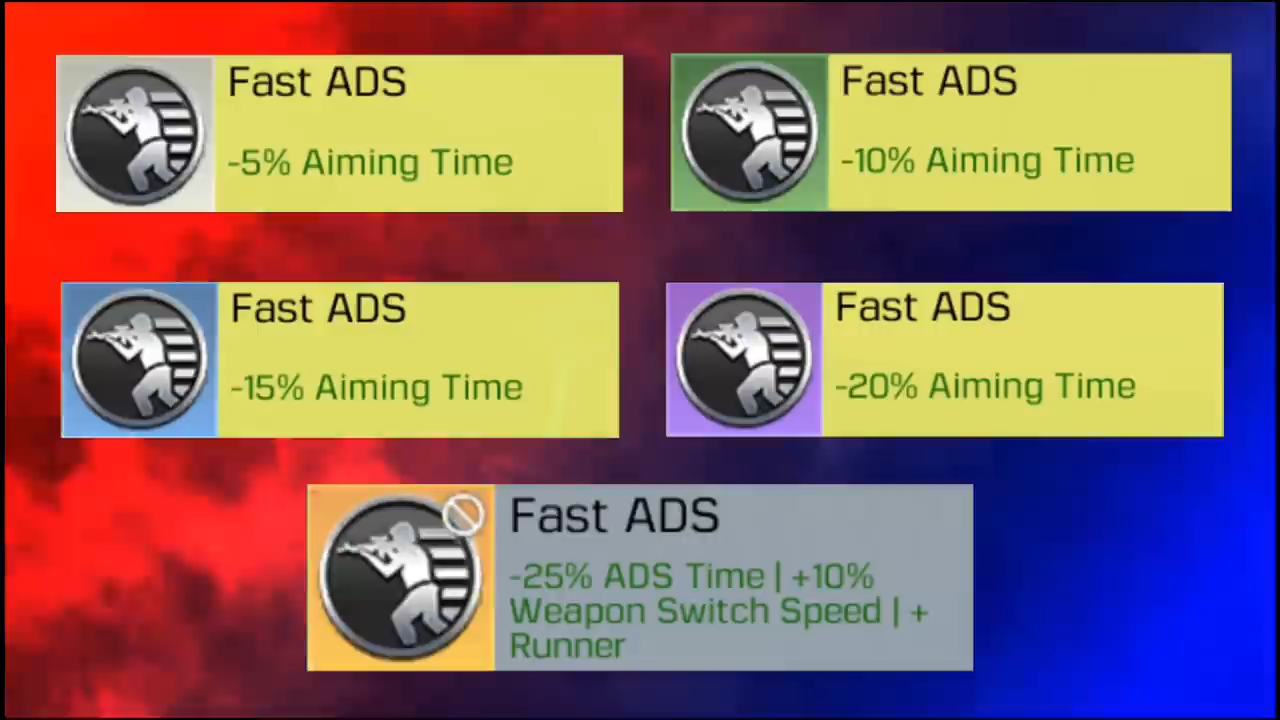 Fast ADS
-5% Aiming Time
Fast ADS
-10% Aiming Time
Fast ADS
-15% Aiming Time
Fast ADS
-20% Aiming Time
Fast ADS
-25% ADS Time | +10%
Weapon Switch Speed | +
Runner